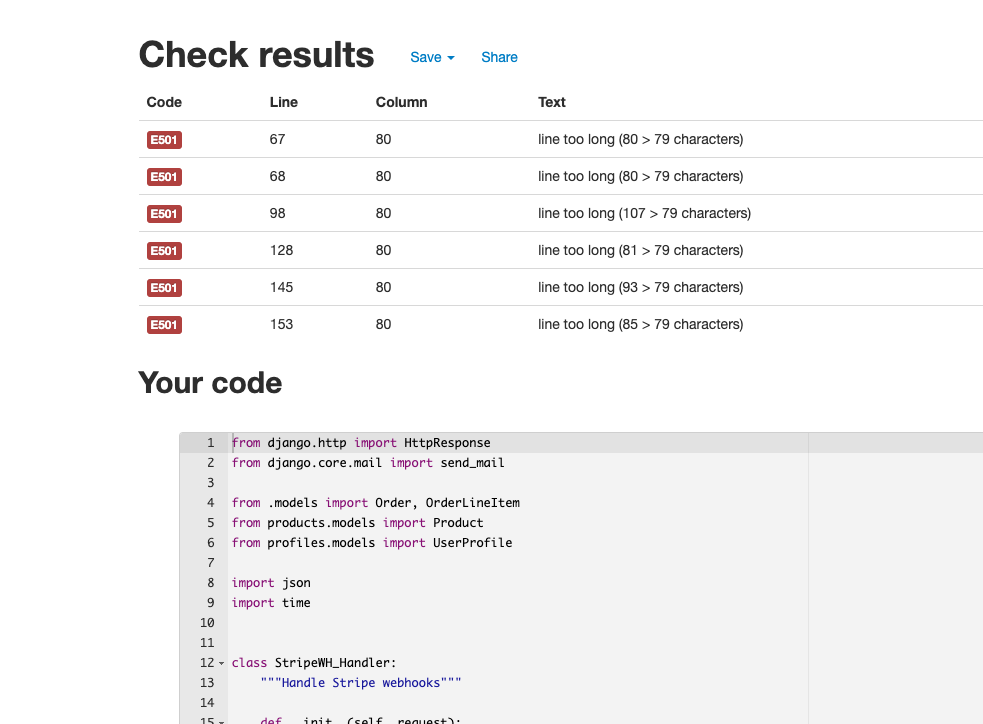 Check results Save Share
Code Line Column Text
E501 67 80 line too long (80 > 79 characters)
E501 68 80 line too long (80 > 79 characters)
E501 98 80 line too long (107 > 79 characters)
E501 128 80 line too long (81 > 79 characters)
E501 145 80 line too long (93 > 79 characters)
E501 153 80 line too long (85 > 79 characters)
Your code
1 from django.http import HttpResponse
2 from django.core.mail import send_mail
3
4 from .models import Order, OrderLineItem
5 from products.models import Product
6 from profiles.models import UserProfile
7
8 import json
9 import time
10
11
12 class StripeWH_Handler:
13 """Handle Stripe webhooks"""
14
15 def __init__(self, request):